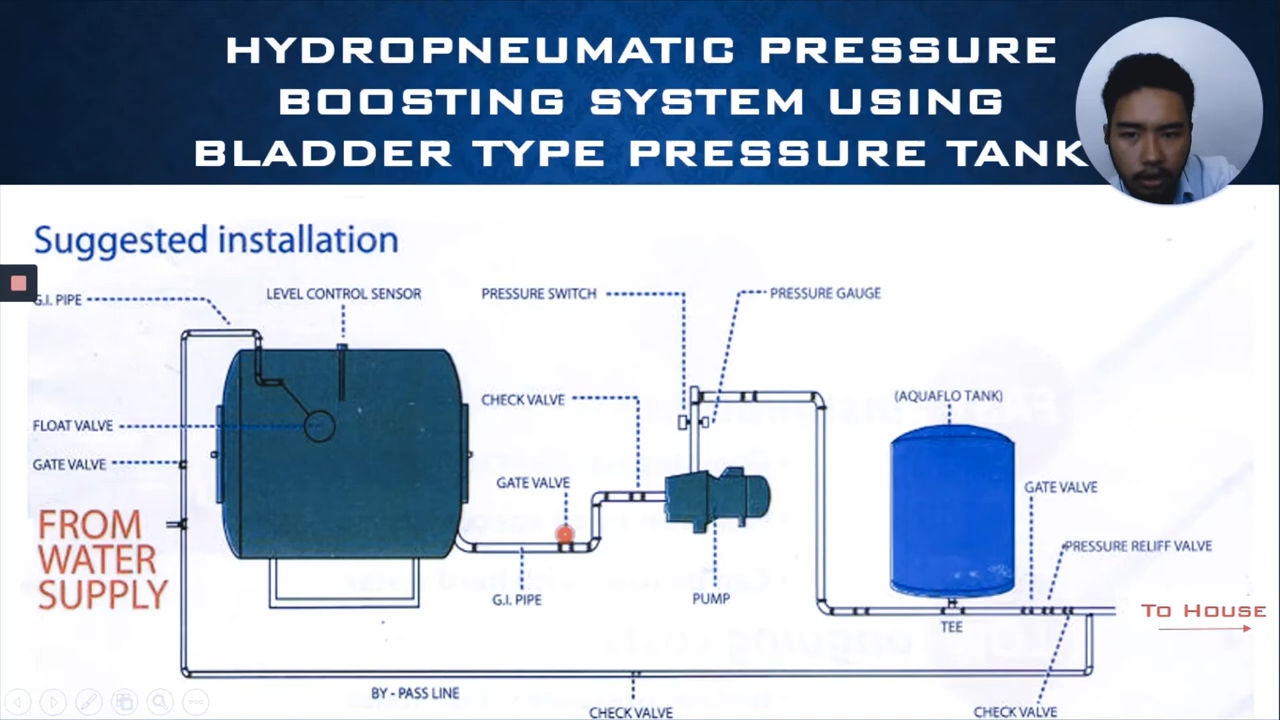 HYDROPNEUMATIC PRESSURE
BOOSTING SYSTEM USING
BLADDER TYPE PRESSURE TANK
Suggested installation
G.I. PIPE
LEVEL CONTROL SENSOR
PRESSURE SWITCH
PRESSURE GAUGE
CHECK VALVE
(AQUAFLO TANK)
FLOAT VALVE
GATE VALVE
GATE VALVE
GATE VALVE
FROM
WATER
SUPPLY
PRESSURE RELIFF VALVE
G.I. PIPE
PUMP
To House
TEE
BY - PASS LINE
CHECK VALVE
CHECK VALVE